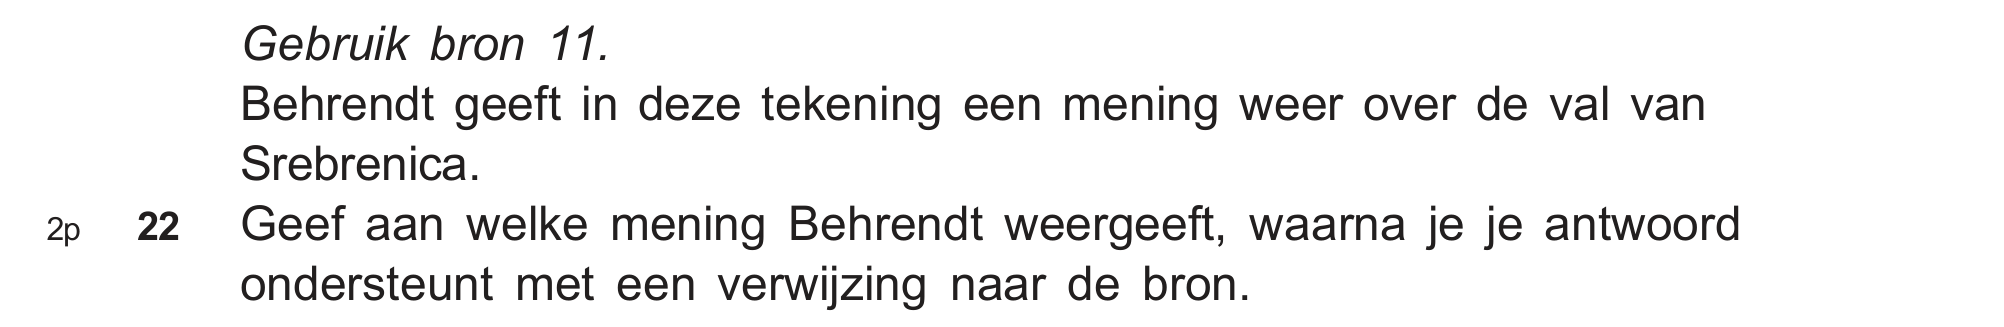 Gebruik bron 11.
Behrendt geeft in deze tekening een mening weer over de val van
Srebrenica.
2p 22 Geef aan welke mening Behrendt weergeeft, waarna je je antwoord
ondersteunt met een verwijzing naar de bron.